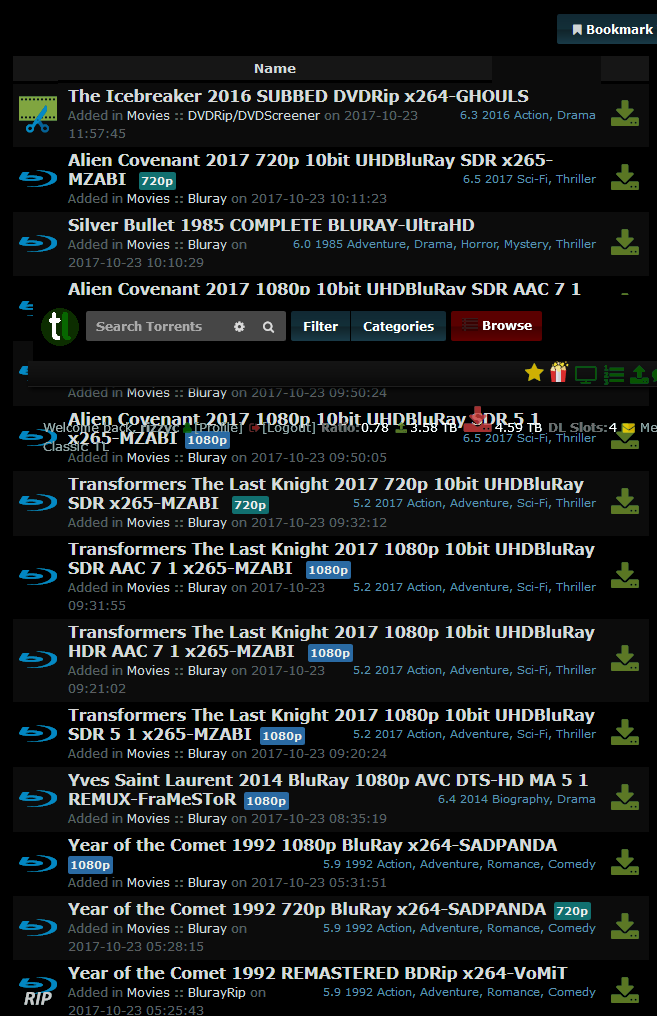 Bookmark
Name
The Icebreaker 2016 SUBBED DVDRip x264-GHOULS
Added in Movies :: DVDRip/DVDScreener on 2017-10-23 6.3 2016 Action, Drama
11:57:45
Alien Covenant 2017 720p 10bit UHDBluRay SDR x265-
MZABI 720p 6.5 2017 Sci-Fi, Thriller
Added in Movies :: Bluray on 2017-10-23 10:11:23
Silver Bullet 1985 COMPLETE BLURAY-UltraHD
Added in Movies :: Bluray on 6.0 1985 Adventure, Drama, Horror, Mystery, Thriller
2017-10-23 10:10:29
Alien Covenant 2017 1080p 10bit UHDBluRay SDR AAC 7 1
tl Search Torrents Filter Categories Browse
Added in Movies :: Bluray on 2017-10-23 09:50:24
Alien Covenant 2017 1080p 10bit UHDBluRay SDR 5 1
Welcome back, [Profile] [Logout] Ratio:0.78 3.58 TB 4.59 TB DL Slots:4 Me
x265-MZABI 1080p 6.5 2017 Sci-Fi, Thriller
Classic TL
Added in Movies :: Bluray on 2017-10-23 09:50:05
Transformers The Last Knight 2017 720p 10bit UHDBluRay
SDR x265-MZABI 720p 5.2 2017 Action, Adventure, Sci-Fi, Thriller
Added in Movies :: Bluray on 2017-10-23 09:32:12
Transformers The Last Knight 2017 1080p 10bit UHDBluRay
SDR AAC 7 1 x265-MZABI 1080p
Added in Movies :: Bluray on 2017-10-23 5.2 2017 Action, Adventure, Sci-Fi, Thriller
09:31:55
Transformers The Last Knight 2017 1080p 10bit UHDBluRay
HDR AAC 7 1 x265-MZABI 1080p
Added in Movies :: Bluray on 2017-10-23 5.2 2017 Action, Adventure, Sci-Fi, Thriller
09:21:02
Transformers The Last Knight 2017 1080p 10bit UHDBluRay
SDR 5 1 x265-MZABI 1080p 5.2 2017 Action, Adventure, Sci-Fi, Thriller
Added in Movies :: Bluray on 2017-10-23 09:20:24
Yves Saint Laurent 2014 BluRay 1080p AVC DTS-HD MA 5 1
REMUX-FraMeSToR 1080p 6.4 2014 Biography, Drama
Added in Movies :: Bluray on 2017-10-23 08:35:19
Year of the Comet 1992 1080p BluRay x264-SADPANDA
1080p 5.9 1992 Action, Adventure, Romance, Comedy
Added in Movies :: Bluray on 2017-10-23 05:31:51
Year of the Comet 1992 720p BluRay x264-SADPANDA 720p
Added in Movies :: Bluray on 5.9 1992 Action, Adventure, Romance, Comedy
2017-10-23 05:28:15
Year of the Comet 1992 REMASTERED BDRip x264-VoMiT
RIP Added in Movies :: BlurayRip on 5.9 1992 Action, Adventure, Romance, Comedy
2017-10-23 05:25:43